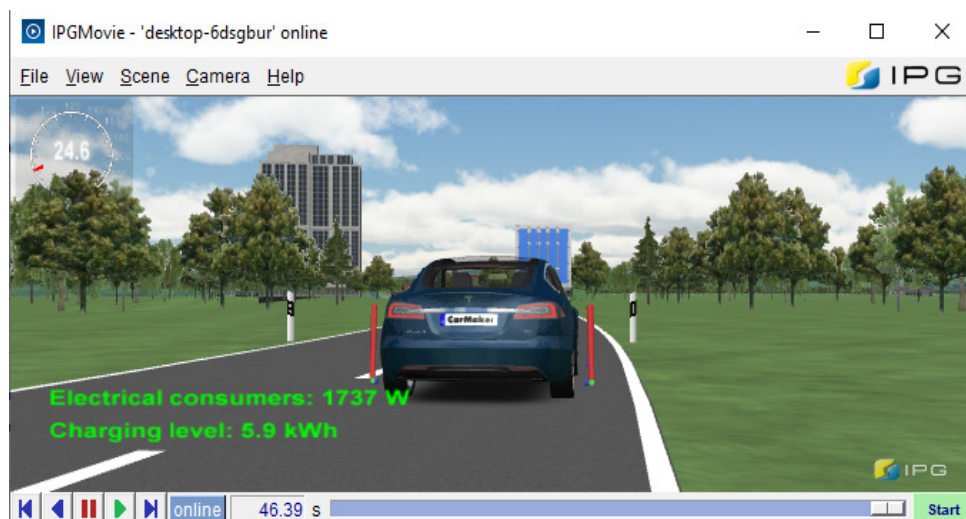 IPGMovie - 'desktop-6dsgbur' online
File View Scene Camera Help
IPG
24.6
CarMaker
Electrical consumers: 1737 W
Charging level: 5.9 kWh
IPG
online 46.39 s Start